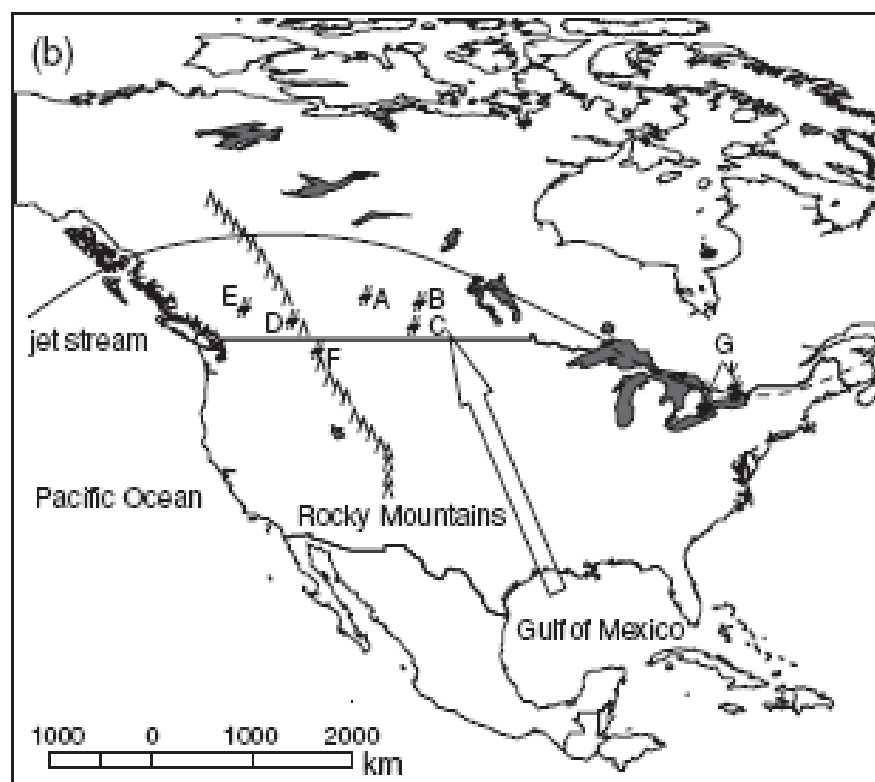 (b)
E
A
B
D
C
jet stream
F
G
Pacific Ocean
Rocky Mountains
Gulf of Mexico
1000 0 1000 2000
km